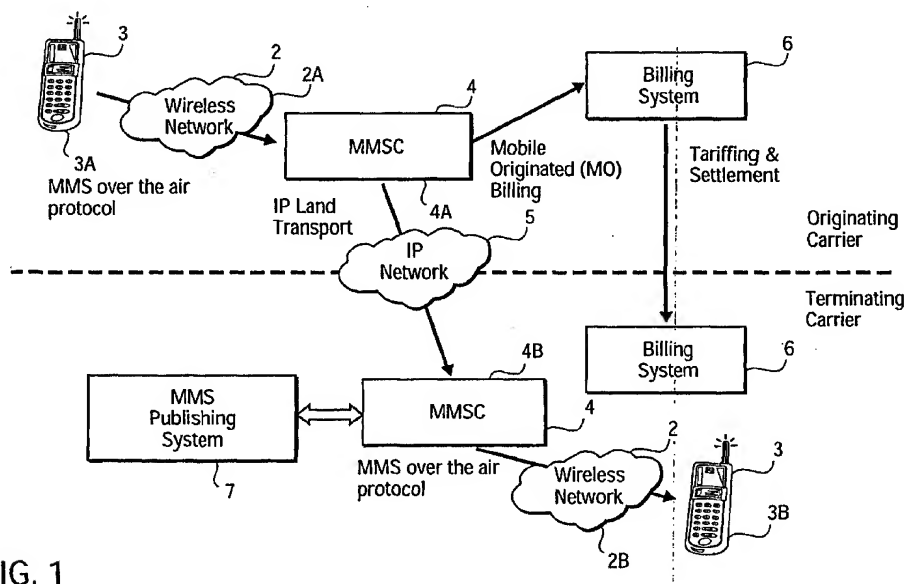 3
2
2A
Wireless
Network
3A
MMS over the air
protocol
4
MMSC
4A
IP Land
Transport
Mobile
Originated (MO)
Billing
6
Billing
System
Tariffing &
Settlement
Originating
Carrier
5
IP
Network
Terminating
Carrier
Billing
System
6
4B
MMSC
4
MMS
Publishing
System
7
MMS over the air
protocol
2
Wireless
Network
2B
3
3B
IG. 1